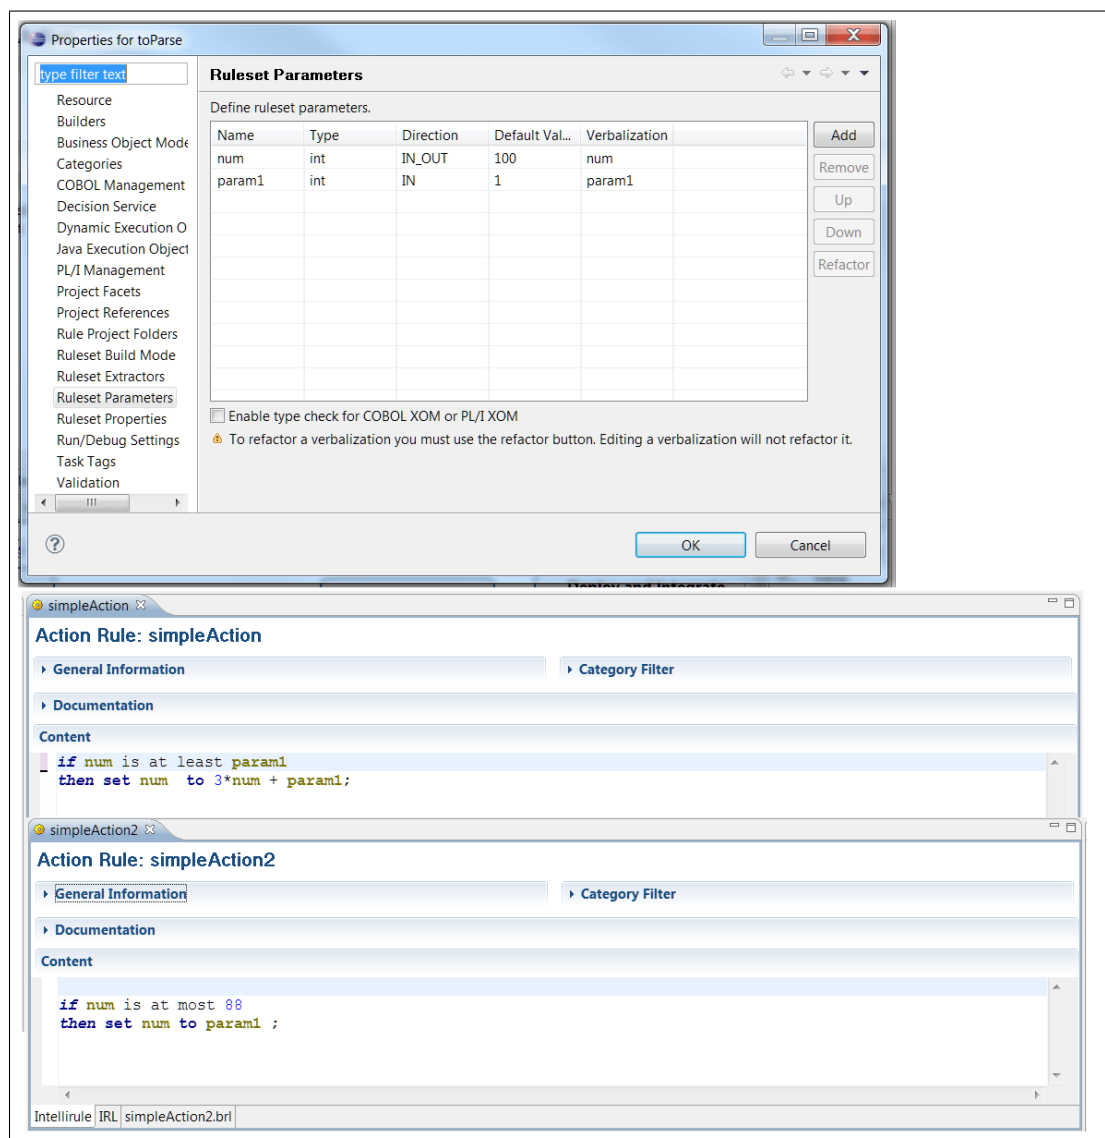 Properties for toParse
type filter text
Resource
Builders
Business Object Mode
Categories
COBOL Management
Decision Service
Dynamic Execution O
Java Execution Object
PL/I Management
Project Facets
Project References
Rule Project Folders
Ruleset Build Mode
Ruleset Extractors
Ruleset Parameters
Ruleset Properties
Run/Debug Settings
Task Tags
Validation
Ruleset Parameters
Define ruleset parameters.
Name Type Direction Default Val... Verbalization
num int IN_OUT 100 num
param1 int IN 1 param1
Add
Remove
Up
Down
Refactor
Enable type check for COBOL XOM or PL/I XOM
To refactor a verbalization you must use the refactor button. Editing a verbalization will not refactor it.
OK Cancel
Deploy and Integrate
simpleAction
Action Rule: simpleAction
General Information Category Filter
Documentation
Content
if num is at least param1
then set num to 3*num + param1;
simpleAction2
Action Rule: simpleAction2
General Information Category Filter
Documentation
Content
if num is at most 88
then set num to param1 ;
Intellirule IRL simpleAction2.brl